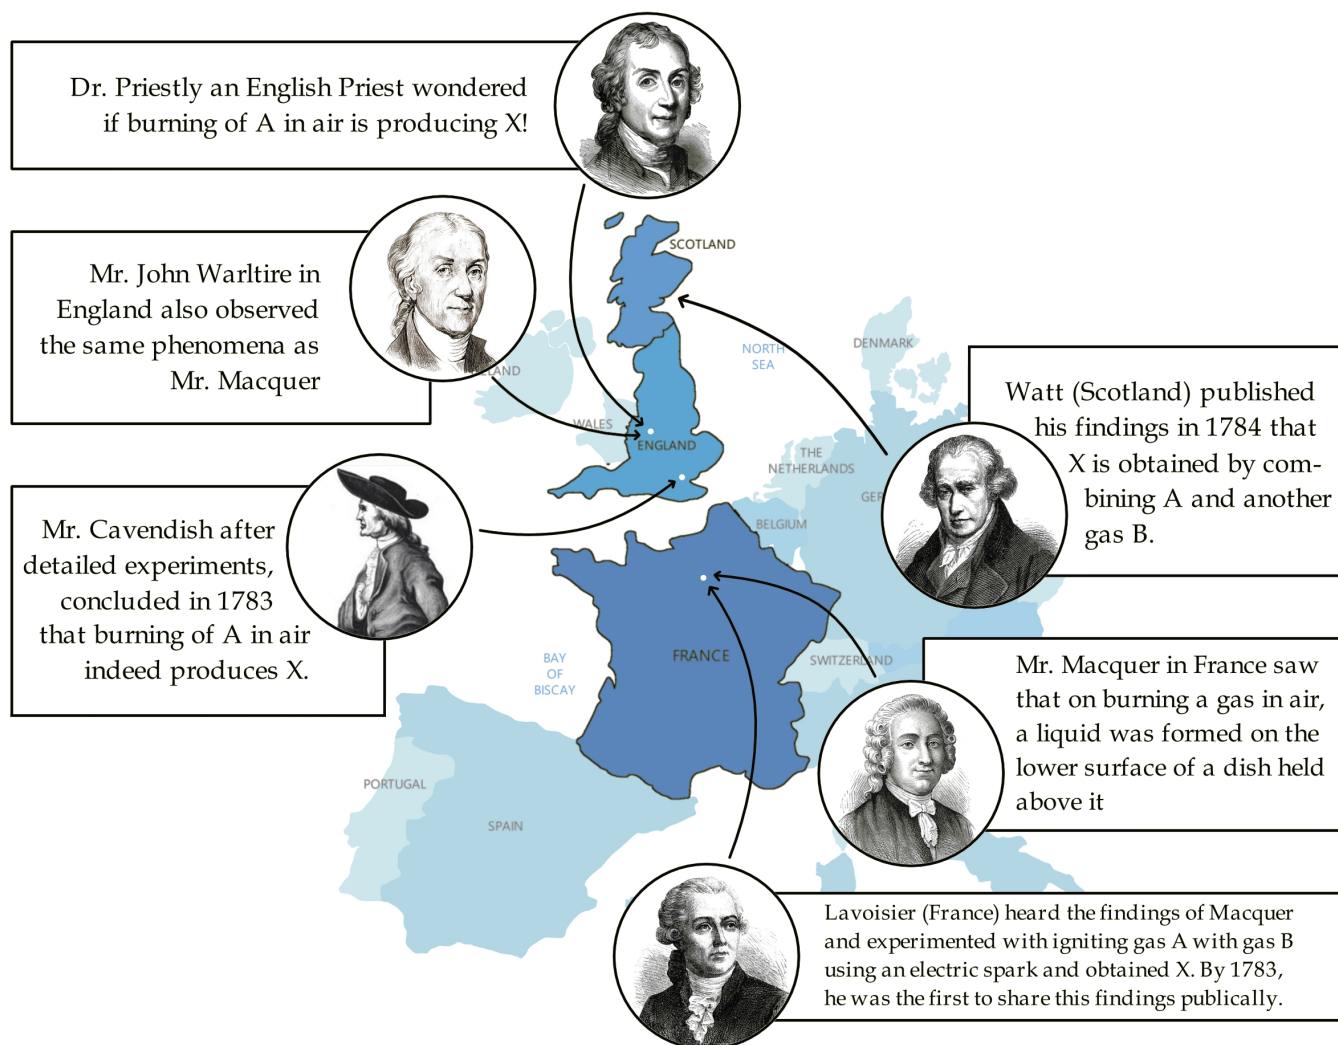 Dr. Priestly an English Priest wondered
if burning of A in air is producing X!
SCOTLAND
Mr. John Warltire in
England also observed
the same phenomena as
Mr. Macquer
NORTH
SEA
DENMARK
WALES
ENGLAND
THE
NETHERLANDS
BELGIUM
Watt (Scotland) published
his findings in 1784 that
X is obtained by com-
bining A and another
gas B.
Mr. Cavendish after
detailed experiments,
concluded in 1783
that burning of A in air
indeed produces X.
BAY
OF
BISCAY
FRANCE
SWITZERLAND
Mr. Macquer in France saw
that on burning a gas in air,
a liquid was formed on the
lower surface of a dish held
above it
PORTUGAL
SPAIN
Lavoisier (France) heard the findings of Macquer
and experimented with igniting gas A with gas B
using an electric spark and obtained X. By 1783,
he was the first to share this findings publically.